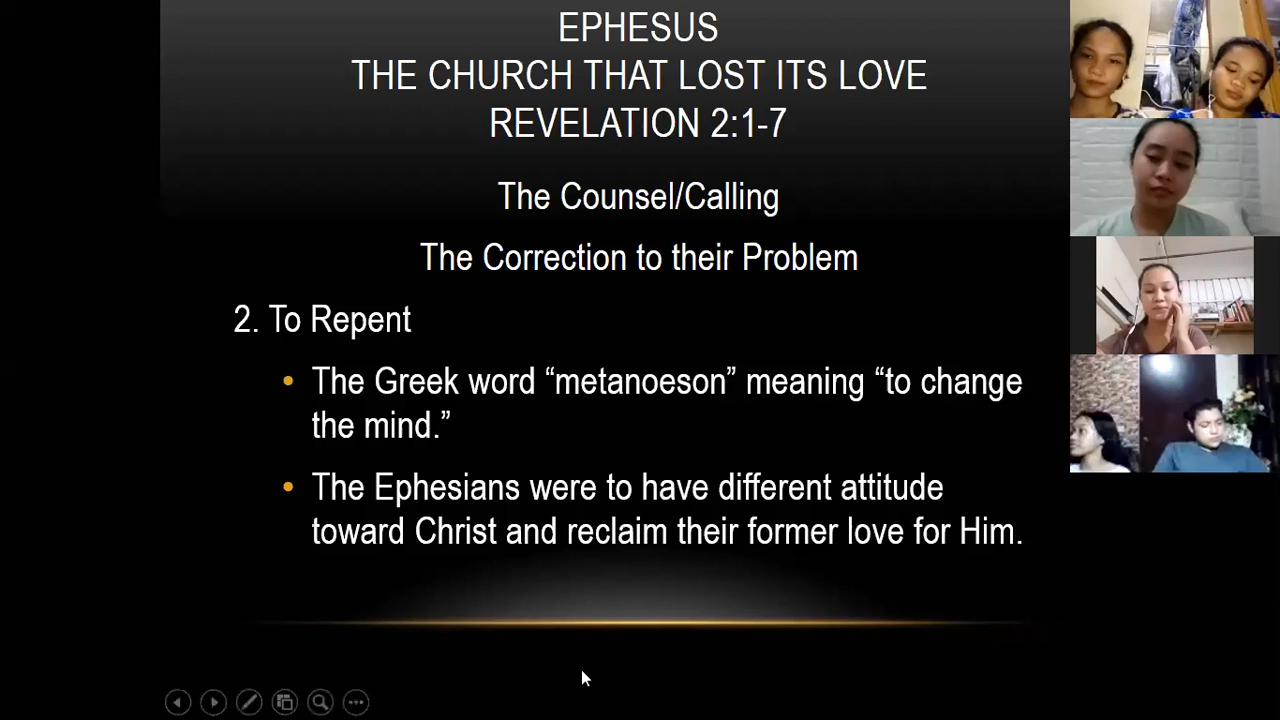 EPHESUS
THE CHURCH THAT LOST ITS LOVE
REVELATION 2:1-7
The Counsel/Calling
The Correction to their Problem
2. To Repent
• The Greek word “metanoeson” meaning “to change
the mind.”
• The Ephesians were to have different attitude
toward Christ and reclaim their former love for Him.